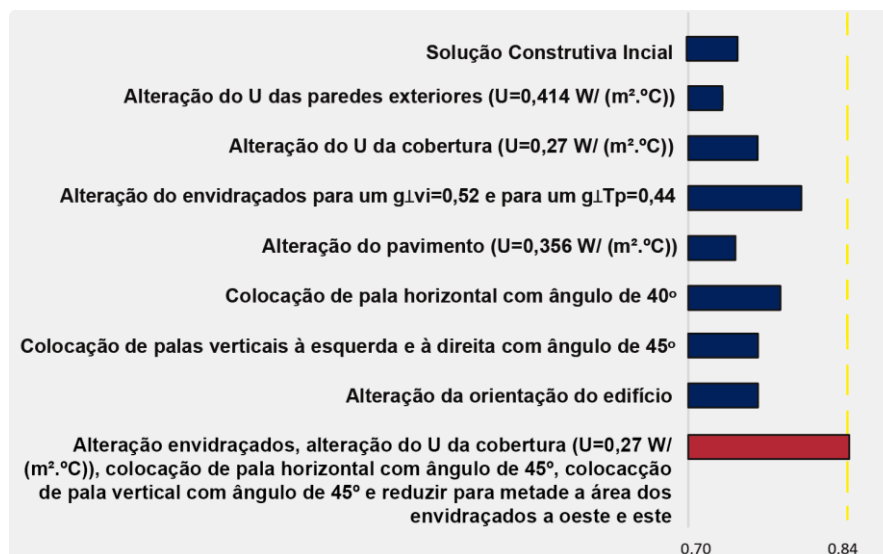 Solução Construtiva Incial
Alteração do U das paredes exteriores (U=0,414 W/ (m².ºC))
Alteração do U da cobertura (U=0,27 W/ (m².ºC))
Alteração do envidraçados para um g⊥vi=0,52 e para um g⊥Tp=0,44
Alteração do pavimento (U=0,356 W/ (m².ºC))
Colocação de pala horizontal com ângulo de 40º
Colocação de palas verticais à esquerda e à direita com ângulo de 45º
Alteração da orientação do edifício
Alteração envidraçados, alteração do U da cobertura (U=0,27 W/
(m².ºC)), colocação de pala horizontal com ângulo de 45º, colocacção
de pala vertical com ângulo de 45º e reduzir para metade a área dos
envidraçados a oeste e este
0.70 0.84